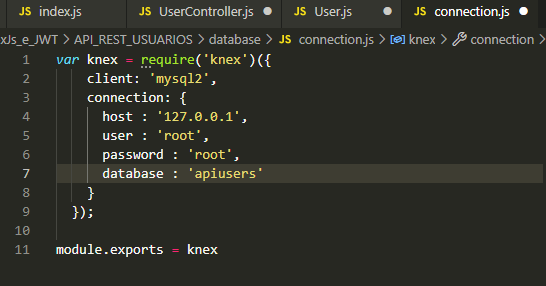 JS index.js JS UserController.js JS User.js JS connection.js
xJs_e_JWT > API_REST_USUARIOS > database > JS connection.js > knex > connection
1 var knex = require('knex')({
2 client: 'mysql2',
3 connection: {
4 host : '127.0.0.1',
5 user : 'root',
6 password : 'root',
7 database : 'apiusers'
8 }
9 });
10
11 module.exports = knex